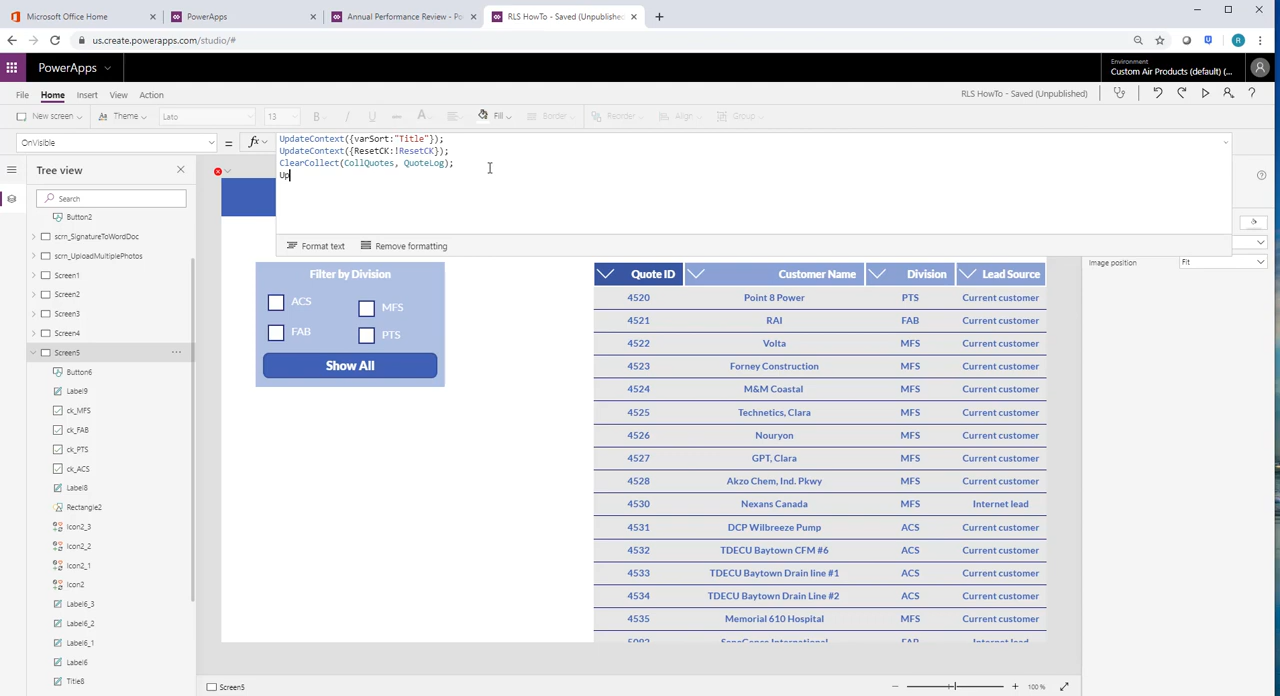 Microsoft Office Home
PowerApps
Annual Performance Review - Po
RLS HowTo - Saved (Unpublished)
us.create.powerapps.com/studio/#
R
PowerApps
Environment
Custom Air Products (default) (...
File
Home
Insert
View
Action
RLS HowTo - Saved (Unpublished)
New screen
Theme
Lato
13
B
I
U
A
Fill
Border
Reorder
Align
Group
OnVisible
=
fx
UpdateContext({varSort:"Title"});
UpdateContext({ResetCK:!ResetCK});
ClearCollect(CollQuotes, QuoteLog);
Up
Format text
Remove formatting
Tree view
Search
Button2
scrn_SignatureToWordDoc
scrn_UploadMultiplePhotos
Screen1
Screen2
Screen3
Screen4
Screen5
Button6
Label9
ck_MFS
ck_FAB
ck_PTS
ck_ACS
Label8
Rectangle2
Icon2_3
Icon2_2
Icon2_1
Icon2
Label6_3
Label6_2
Label6_1
Label6
Title8
Filter by Division
ACS
MFS
FAB
PTS
Show All
Quote ID
Customer Name
Division
Lead Source
4520 Point 8 Power PTS Current customer
4521 RAI FAB Current customer
4522 Volta MFS Current customer
4523 Forney Construction MFS Current customer
4524 M&M Coastal MFS Current customer
4525 Technetics, Clara MFS Current customer
4526 Nouryon MFS Current customer
4527 GPT, Clara MFS Current customer
4528 Akzo Chem, Ind. Pkwy MFS Current customer
4530 Nexans Canada MFS Internet lead
4531 DCP Wilbreeze Pump ACS Current customer
4532 TDECU Baytown CFM #6 ACS Current customer
4533 TDECU Baytown Drain line #1 ACS Current customer
4534 TDECU Baytown Drain Line #2 ACS Current customer
4535 Memorial 610 Hospital MFS Current customer
FAB Internet lead
Image position
Fit
Screen5
100 %